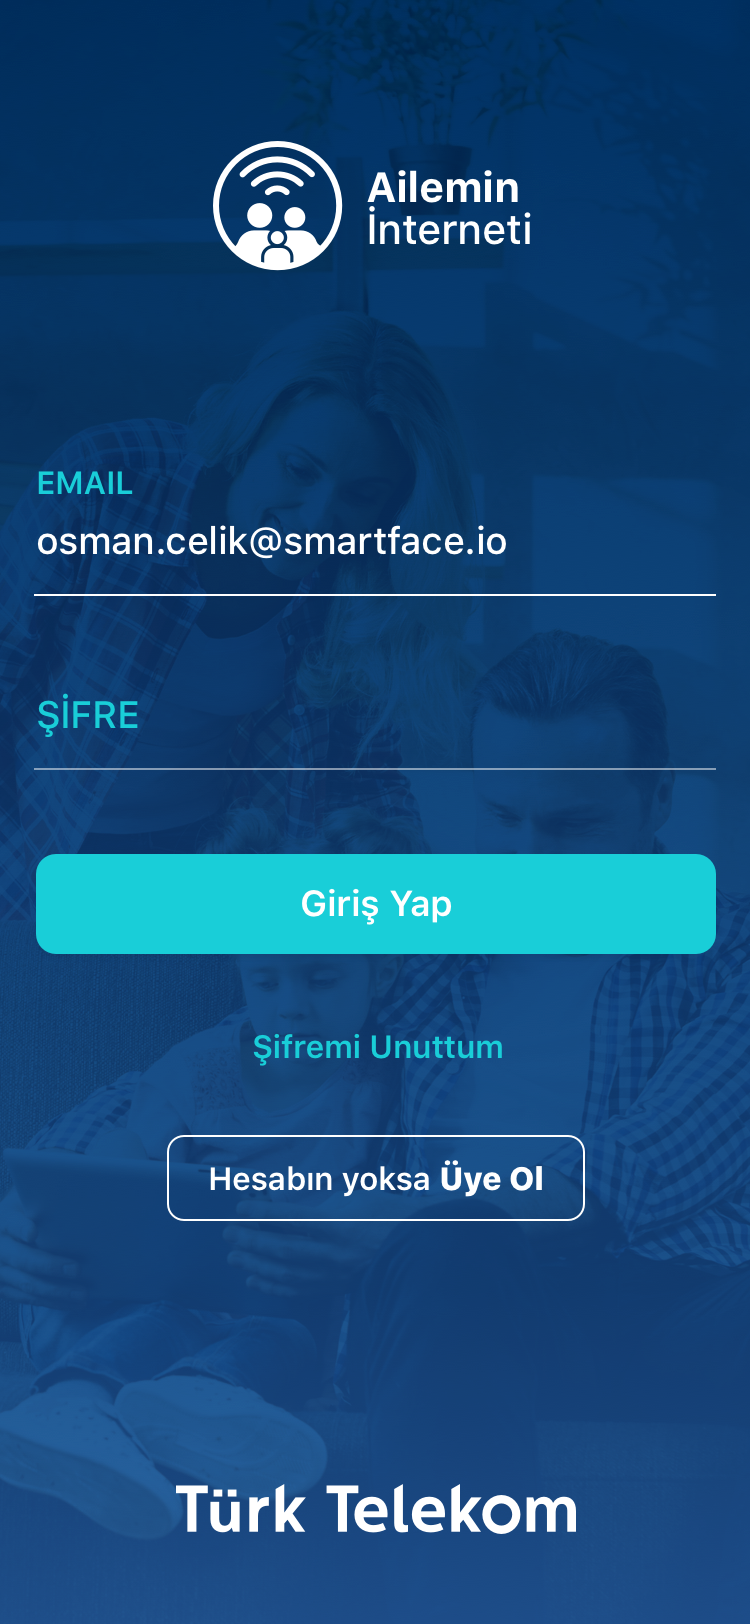 Ailemin
İnterneti
EMAIL
osman.celik@smartface.io
ŞİFRE
Giriş Yap
Şifremi Unuttum
Hesabın yoksa Üye Ol
Türk Telekom